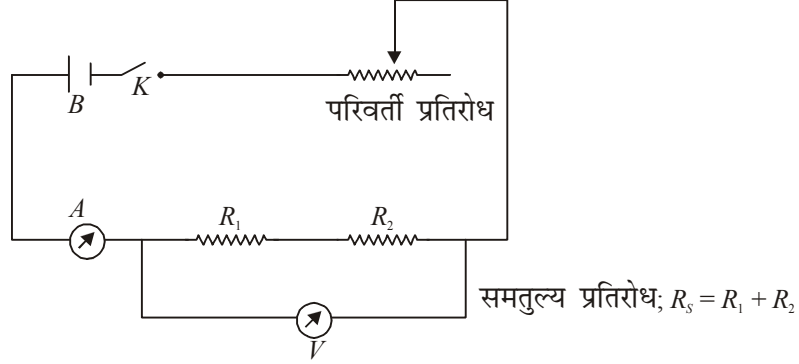 B
K
परिवर्ती प्रतिरोध
A
R₁
R₂
समतुल्य प्रतिरोध; Rₛ = R₁ + R₂
V